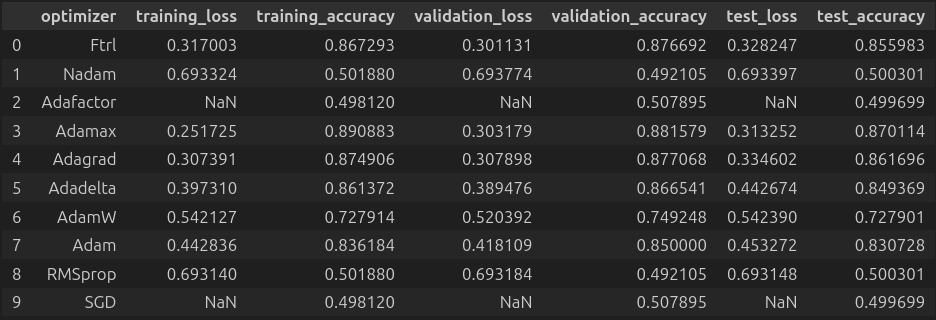 optimizer training_loss training_accuracy validation_loss validation_accuracy test_loss test_accuracy
0 Ftrl 0.317003 0.867293 0.301131 0.876692 0.328247 0.855983
1 Nadam 0.693324 0.501880 0.693774 0.492105 0.693397 0.500301
2 Adafactor NaN 0.498120 NaN 0.507895 NaN 0.499699
3 Adamax 0.251725 0.890883 0.303179 0.881579 0.313252 0.870114
4 Adagrad 0.307391 0.874906 0.307898 0.877068 0.334602 0.861696
5 Adadelta 0.397310 0.861372 0.389476 0.866541 0.442674 0.849369
6 AdamW 0.542127 0.727914 0.520392 0.749248 0.542390 0.727901
7 Adam 0.442836 0.836184 0.418109 0.850000 0.453272 0.830728
8 RMSprop 0.693140 0.501880 0.693184 0.492105 0.693148 0.500301
9 SGD NaN 0.498120 NaN 0.507895 NaN 0.499699